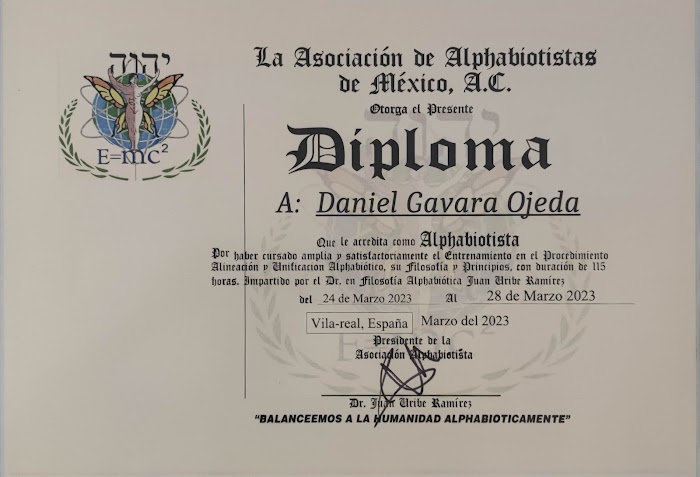 יהוה
E=mc²
La Asociación de Alphabiotistas
de México, A.C.
Otorga el Presente
Diploma
A: Daniel Gavara Ojeda
Que le acredita como Alphabiotista
Por haber cursado amplia y satisfactoriamente el Entrenamiento en el Procedimiento
Alineación y Unificación Alphabiótico, su Filosofía y Principios, con duración de 115
horas. Impartido por el Dr. en Filosofía Alphabiótica Juan Uribe Ramírez
del 24 de Marzo 2023 Al 28 de Marzo 2023
Vila-real, España Marzo del 2023
Presidente de la
Asociación Alphabiotista
Dr. Juan Uribe Ramírez
"BALANCEEMOS A LA HUMANIDAD ALPHABIOTICAMENTE"